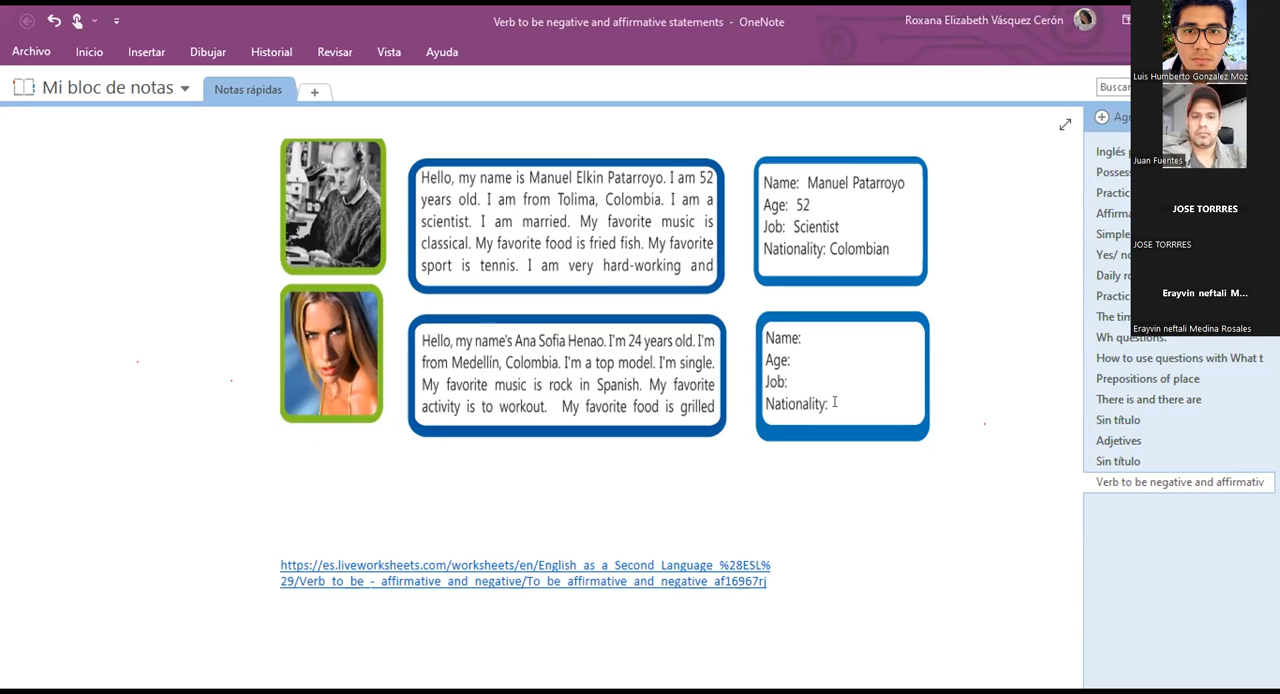 Verb to be negative and affirmative statements - OneNote
Roxana Elizabeth Vásquez Cerón
Archivo Inicio Insertar Dibujar Historial Revisar Vista Ayuda
Mi bloc de notas
Notas rápidas
+
Buscar
Hello, my name is Manuel Elkin Patarroyo. I am 52
years old. I am from Tolima, Colombia. I am a
scientist. I am married. My favorite music is
classical. My favorite food is fried fish. My favorite
sport is tennis. I am very hard-working and
Name: Manuel Patarroyo
Age: 52
Job: Scientist
Nationality: Colombian
Hello, my name's Ana Sofia Henao. I'm 24 years old. I'm
from Medellín, Colombia. I'm a top model. I'm single.
My favorite music is rock in Spanish. My favorite
activity is to workout. My favorite food is grilled
Name:
Age:
Job:
Nationality:
https://es.liveworksheets.com/worksheets/en/English_as_a_Second_Language_%28ESL%
29/Verb_to_be_-_affirmative_and_negative/To_be_affirmative_and_negative_af16967rj
Luis Humberto Gonzalez Moz
Juan Fuentes
JOSE TORRRES
JOSE TORRRES
Erayvin neftali M...
Erayvin neftali Medina Rosales
Agr
Inglés p
Possess
Practic
Affirma
Simple
Yes/ no
Daily ro
Practic
The tim
Wh questions.
How to use questions with What t
Prepositions of place
There is and there are
Sin título
Adjetives
Sin título
Verb to be negative and affirmativ